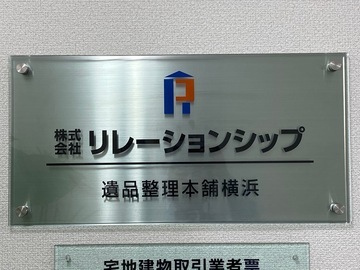 株式会社 リレーションシップ
遺品整理本舗横浜
宅地建物取引業者票